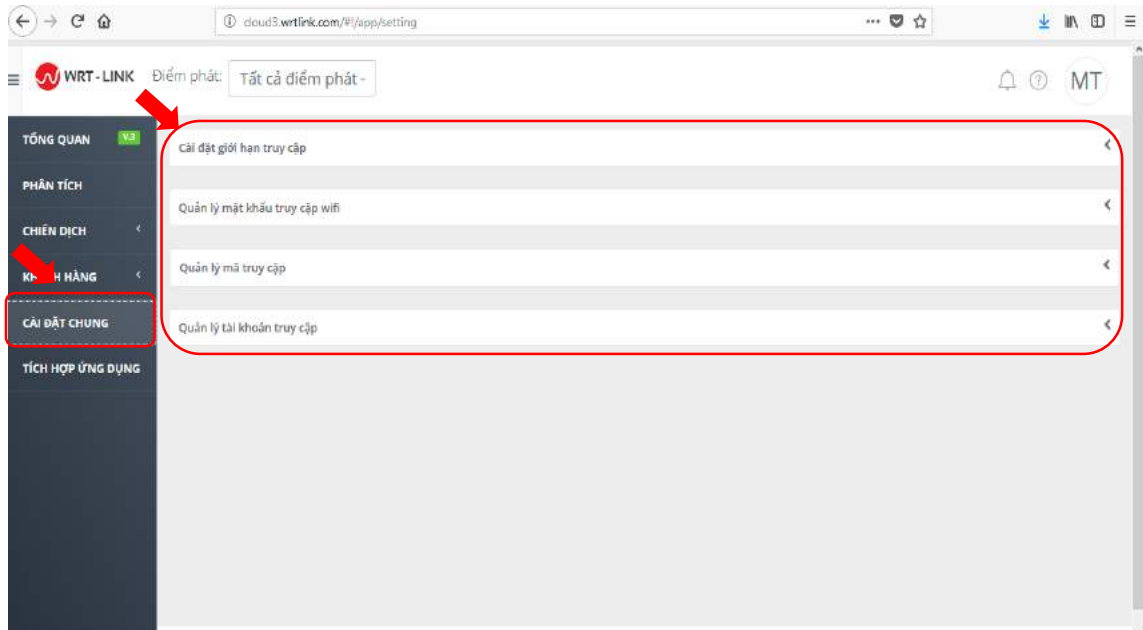 cloud3.wrtlink.com/#!/app/setting
WRT-LINK
Điểm phát:
Tất cả điểm phát
MT
TỔNG QUAN
V.3
PHÂN TÍCH
CHIẾN DỊCH
HÀNG
CÀI ĐẶT CHUNG
TÍCH HỢP ỨNG DỤNG
Cài đặt giới hạn truy cập
Quản lý mật khẩu truy cập wifi
Quản lý mã truy cập
Quản lý tài khoản truy cập